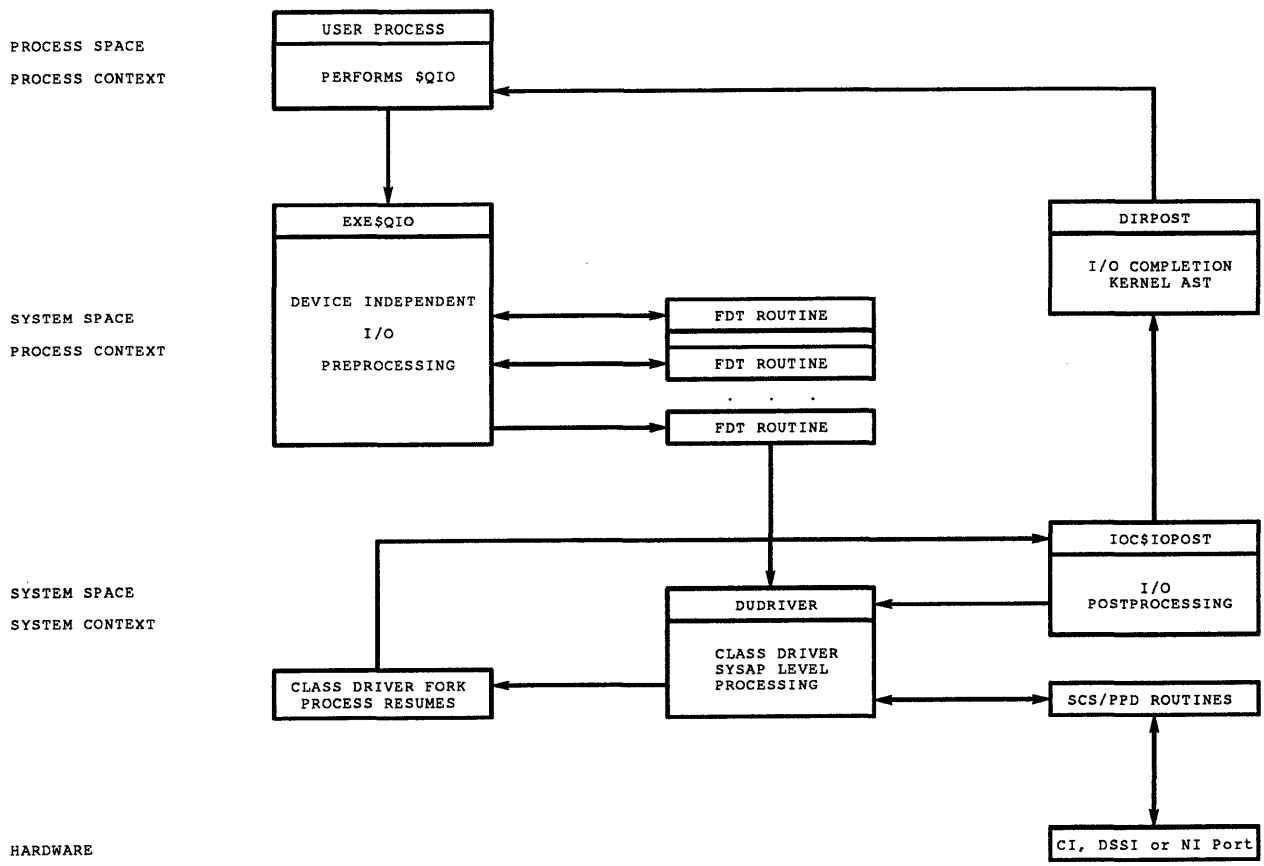 USER PROCESS
PROCESS SPACE
PROCESS CONTEXT
PERFORMS $QIO
EXE$QIO
DIRPOST
I/O COMPLETION
KERNEL AST
DEVICE INDEPENDENT
I/O
PREPROCESSING
SYSTEM SPACE
PROCESS CONTEXT
FDT ROUTINE
FDT ROUTINE
. . .
FDT ROUTINE
IOC$IOPOST
I/O
POSTPROCESSING
SYSTEM SPACE
SYSTEM CONTEXT
DUDRIVER
CLASS DRIVER
SYSAP LEVEL
PROCESSING
CLASS DRIVER FORK
PROCESS RESUMES
SCS/PPD ROUTINES
HARDWARE
CI, DSSI or NI Port